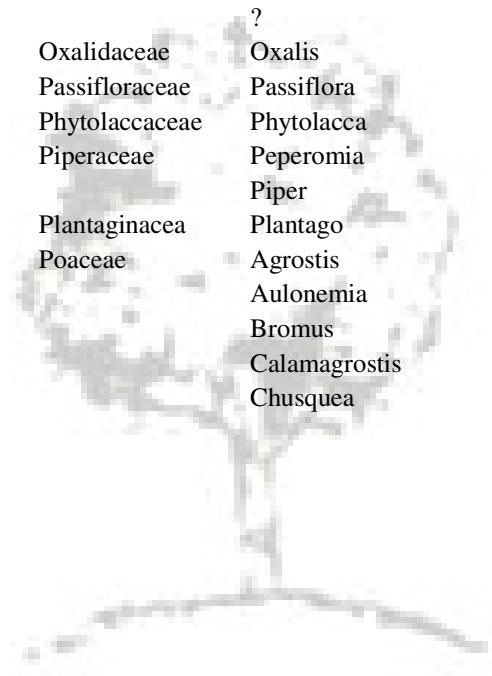 ?
Oxalidaceae Oxalis
Passifloraceae Passiflora
Phytolaccaceae Phytolacca
Piperaceae Peperomia
Piper
Plantaginacea Plantago
Poaceae Agrostis
Aulonemia
Bromus
Calamagrostis
Chusquea